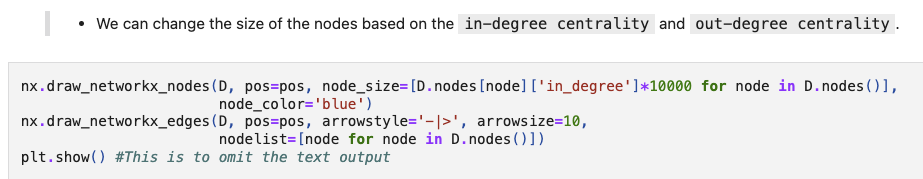 • We can change the size of the nodes based on the in-degree centrality and out-degree centrality.
nx.draw_networkx_nodes(D, pos=pos, node_size=[D.nodes[node]['in_degree']*10000 for node in D.nodes()],
                       node_color='blue')
nx.draw_networkx_edges(D, pos=pos, arrowstyle='-|>', arrowsize=10,
                       nodelist=[node for node in D.nodes()])
plt.show() #This is to omit the text output